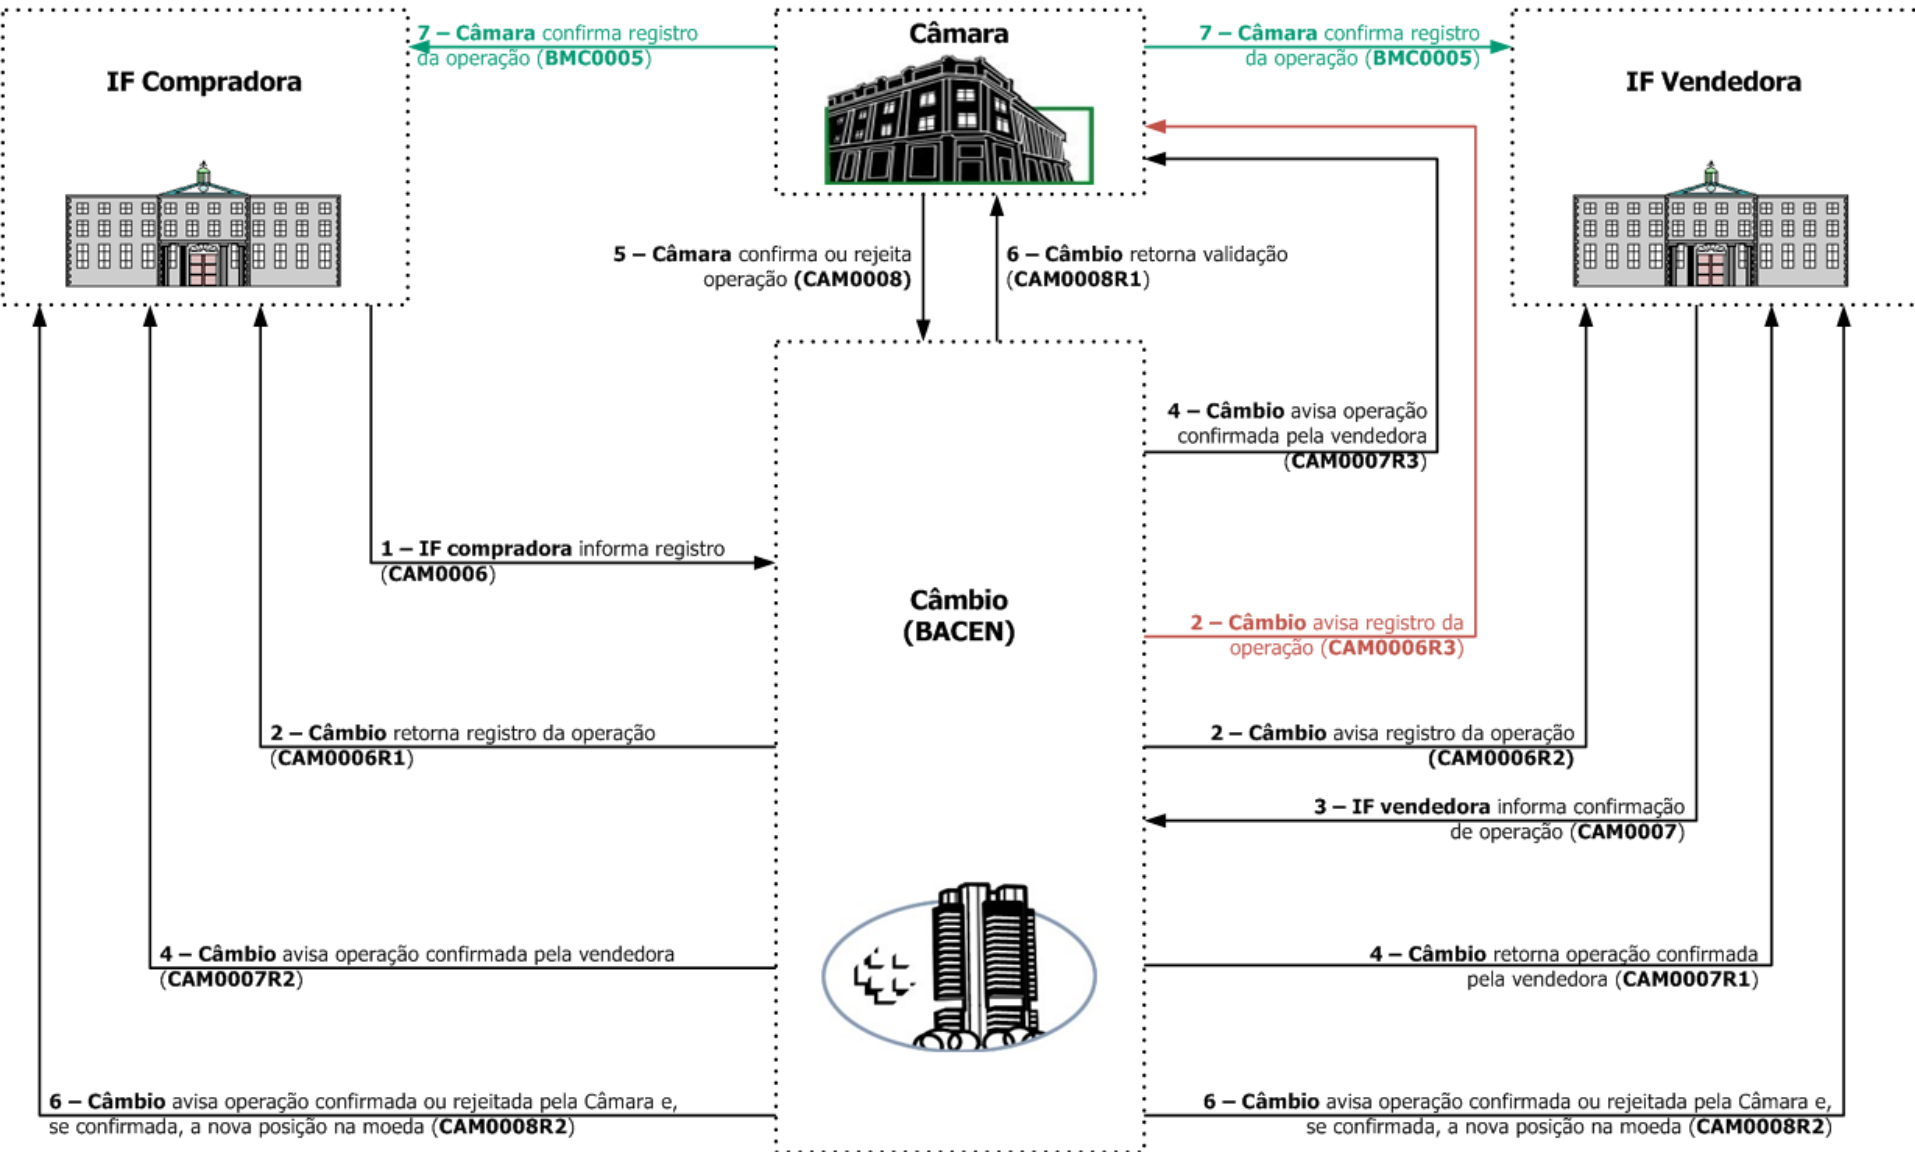 7 – Câmara confirma registro
da operação (BMC0005)
Câmara
7 – Câmara confirma registro
da operação (BMC0005)
IF Compradora
IF Vendedora
5 – Câmara confirma ou rejeita
operação (CAM0008)
6 – Câmbio retorna validação
(CAM0008R1)
4 – Câmbio avisa operação
confirmada pela vendedora
(CAM0007R3)
1 – IF compradora informa registro
(CAM0006)
Câmbio
(BACEN)
2 – Câmbio avisa registro da
operação (CAM0006R3)
2 – Câmbio retorna registro da operação
(CAM0006R1)
2 – Câmbio avisa registro da operação
(CAM0006R2)
3 – IF vendedora informa confirmação
de operação (CAM0007)
4 – Câmbio avisa operação confirmada pela vendedora
(CAM0007R2)
4 – Câmbio retorna operação confirmada
pela vendedora (CAM0007R1)
6 – Câmbio avisa operação confirmada ou rejeitada pela Câmara e,
se confirmada, a nova posição na moeda (CAM0008R2)
6 – Câmbio avisa operação confirmada ou rejeitada pela Câmara e,
se confirmada, a nova posição na moeda (CAM0008R2)